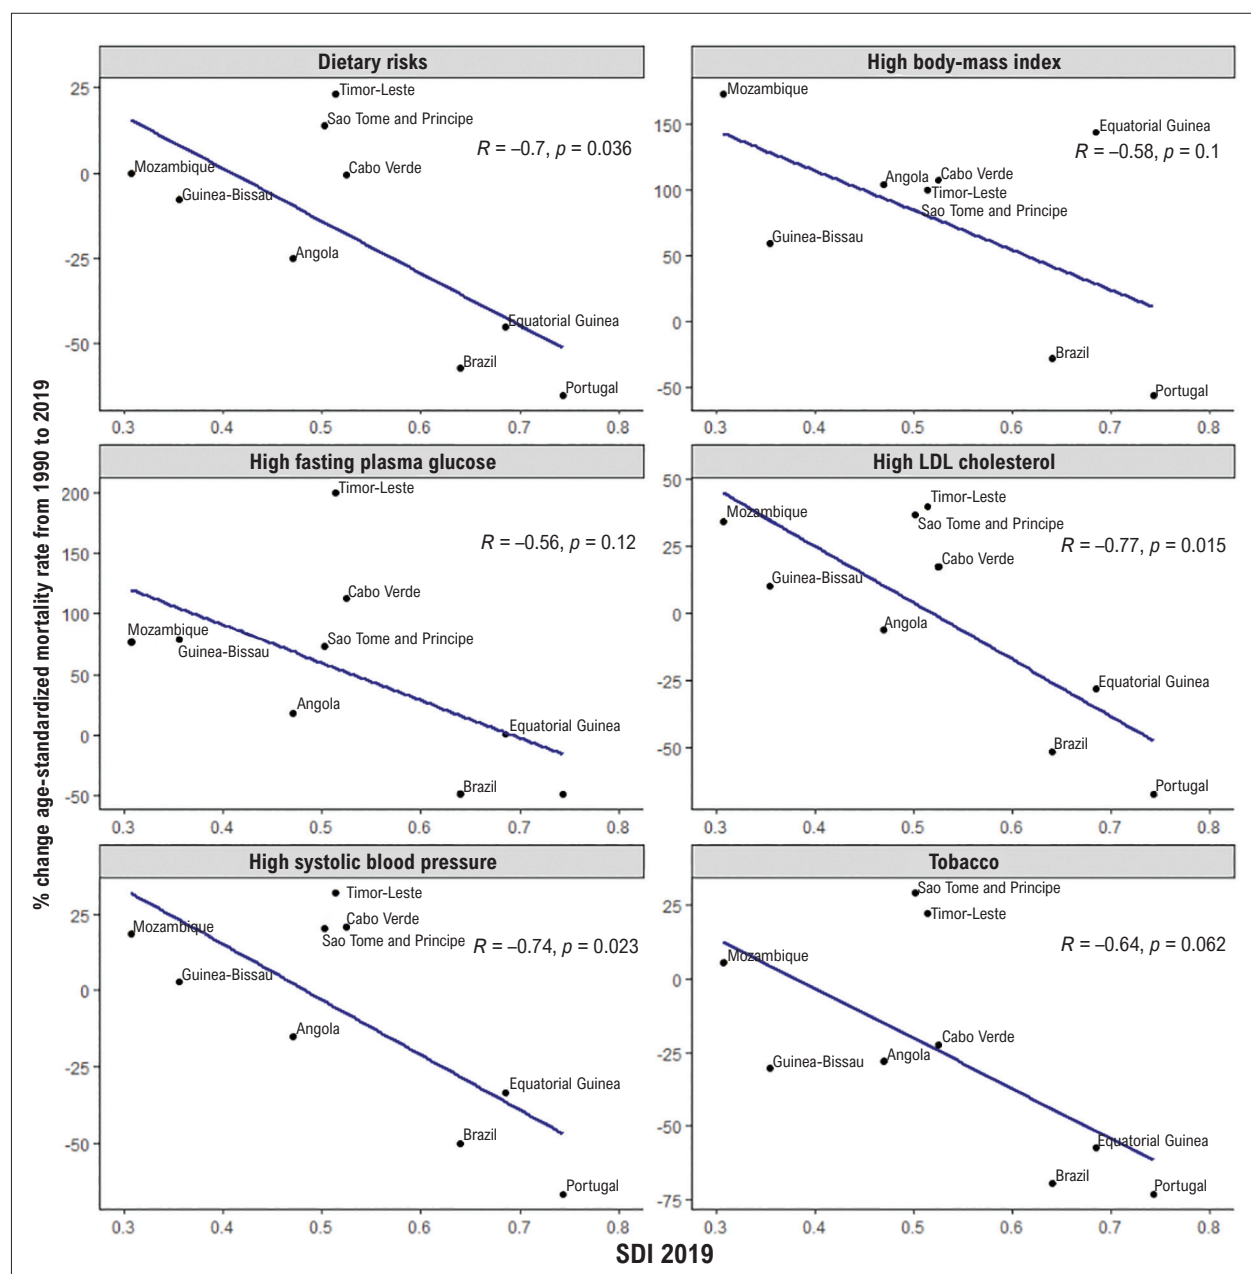 % change age-standardized mortality rate from 1990 to 2019
Dietary risks
25
0
-25
-50
Timor-Leste
Sao Tome and Principe
R = –0.7, p = 0.036
Mozambique
Cabo Verde
Guinea-Bissau
Angola
Equatorial Guinea
Brazil
Portugal
0.3 0.4 0.5 0.6 0.7 0.8
High body-mass index
150
100
50
0
-50
Mozambique
Equatorial Guinea
R = –0.58, p = 0.1
Angola
Cabo Verde
Timor-Leste
Sao Tome and Principe
Guinea-Bissau
Brazil
Portugal
0.3 0.4 0.5 0.6 0.7 0.8
High fasting plasma glucose
200
150
100
50
0
-50
Timor-Leste
R = –0.56, p = 0.12
Cabo Verde
Mozambique
Sao Tome and Principe
Guinea-Bissau
Angola
Equatorial Guinea
Brazil
0.3 0.4 0.5 0.6 0.7 0.8
High LDL cholesterol
50
25
0
-25
-50
Timor-Leste
Mozambique
Sao Tome and Principe
R = –0.77, p = 0.015
Cabo Verde
Guinea-Bissau
Angola
Equatorial Guinea
Brazil
Portugal
0.3 0.4 0.5 0.6 0.7 0.8
High systolic blood pressure
25
0
-25
-50
Timor-Leste
Cabo Verde
Mozambique
Sao Tome and Principe
R = –0.74, p = 0.023
Guinea-Bissau
Angola
Equatorial Guinea
Brazil
Portugal
0.3 0.4 0.5 0.6 0.7 0.8
Tobacco
25
0
-25
-50
-75
Sao Tome and Principe
Timor-Leste
R = –0.64, p = 0.062
Mozambique
Cabo Verde
Guinea-Bissau
Angola
Equatorial Guinea
Brazil
Portugal
0.3 0.4 0.5 0.6 0.7 0.8
SDI 2019